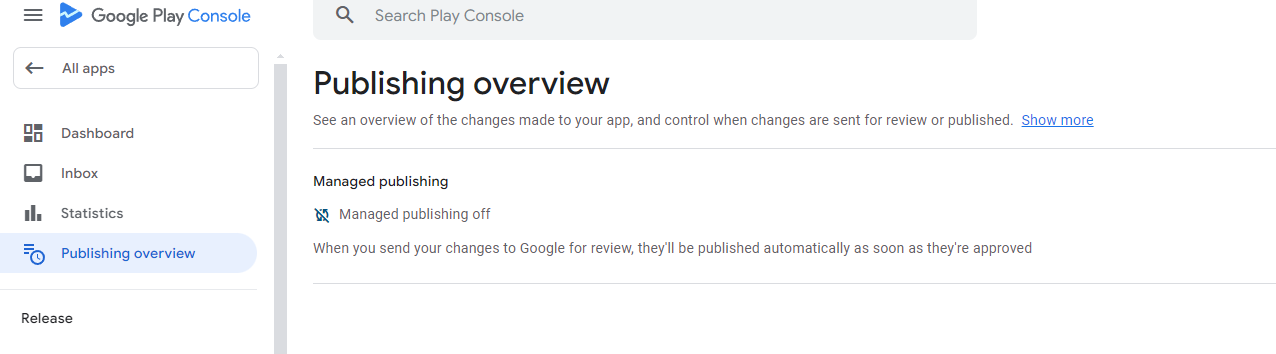 Google Play Console
Search Play Console
All apps
Publishing overview
See an overview of the changes made to your app, and control when changes are sent for review or published. Show more
Dashboard
Inbox
Statistics
Publishing overview
Release
Managed publishing
Managed publishing off
When you send your changes to Google for review, they'll be published automatically as soon as they're approved